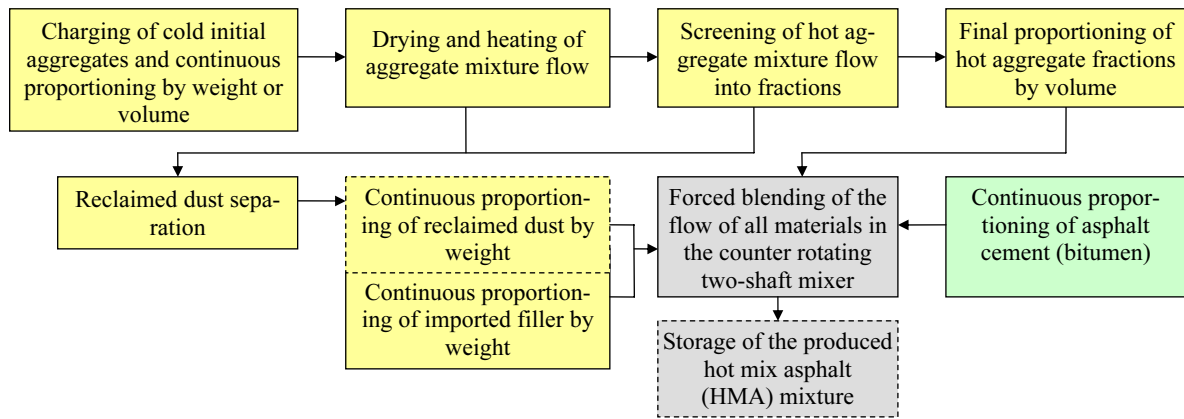 Charging of cold initial
aggregates and continuous
proportioning by weight or
volume
Drying and heating of
aggregate mixture flow
Screening of hot ag-
gregate mixture flow
into fractions
Final proportioning of
hot aggregate fractions
by volume
Reclaimed dust sepa-
ration
Continuous proportion-
ing of reclaimed dust by
weight
Continuous proportion-
ing of imported filler by
weight
Forced blending of the
flow of all materials in
the counter rotating
two-shaft mixer
Continuous propor-
tioning of asphalt
cement (bitumen)
Storage of the produced
hot mix asphalt
(HMA) mixture